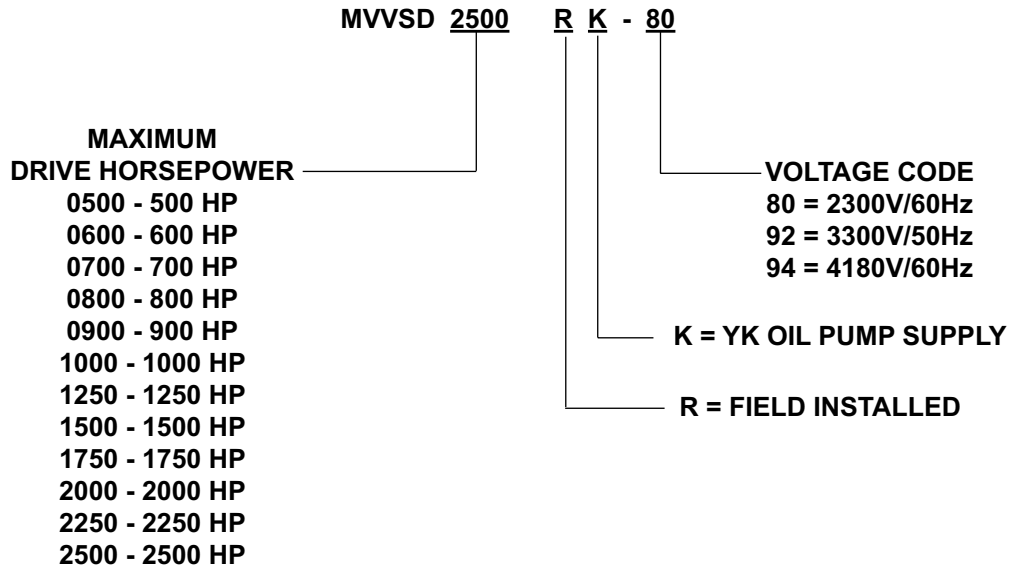 MVVSD 2500 R K - 80
MAXIMUM
DRIVE HORSEPOWER
0500 - 500 HP
0600 - 600 HP
0700 - 700 HP
0800 - 800 HP
0900 - 900 HP
1000 - 1000 HP
1250 - 1250 HP
1500 - 1500 HP
1750 - 1750 HP
2000 - 2000 HP
2250 - 2250 HP
2500 - 2500 HP
VOLTAGE CODE
80 = 2300V/60Hz
92 = 3300V/50Hz
94 = 4180V/60Hz
K = YK OIL PUMP SUPPLY
R = FIELD INSTALLED